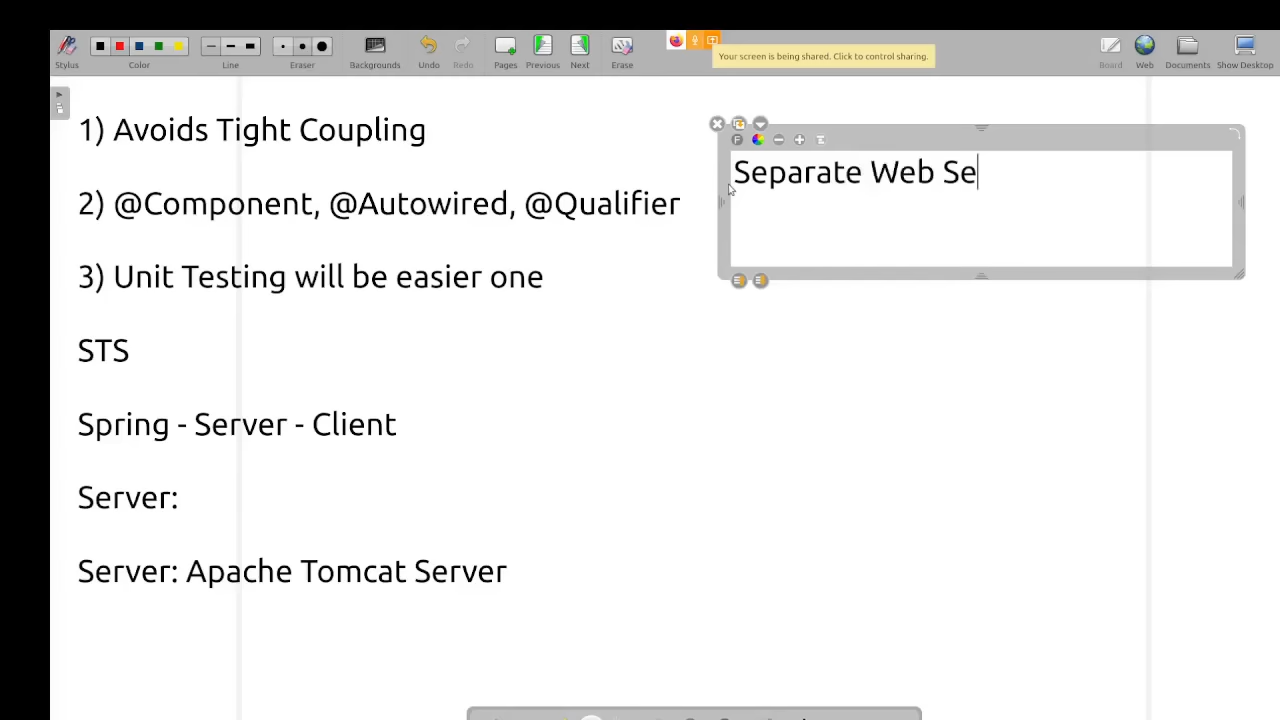 Stylus
Color
Line
Eraser
Backgrounds
Undo
Redo
Pages
Previous
Next
Erase
Your screen is being shared. Click to control sharing.
Board
Web
Documents
Show Desktop
1) Avoids Tight Coupling
2) @Component, @Autowired, @Qualifier
3) Unit Testing will be easier one
STS
Spring - Server - Client
Server:
Server: Apache Tomcat Server
F
Separate Web Se